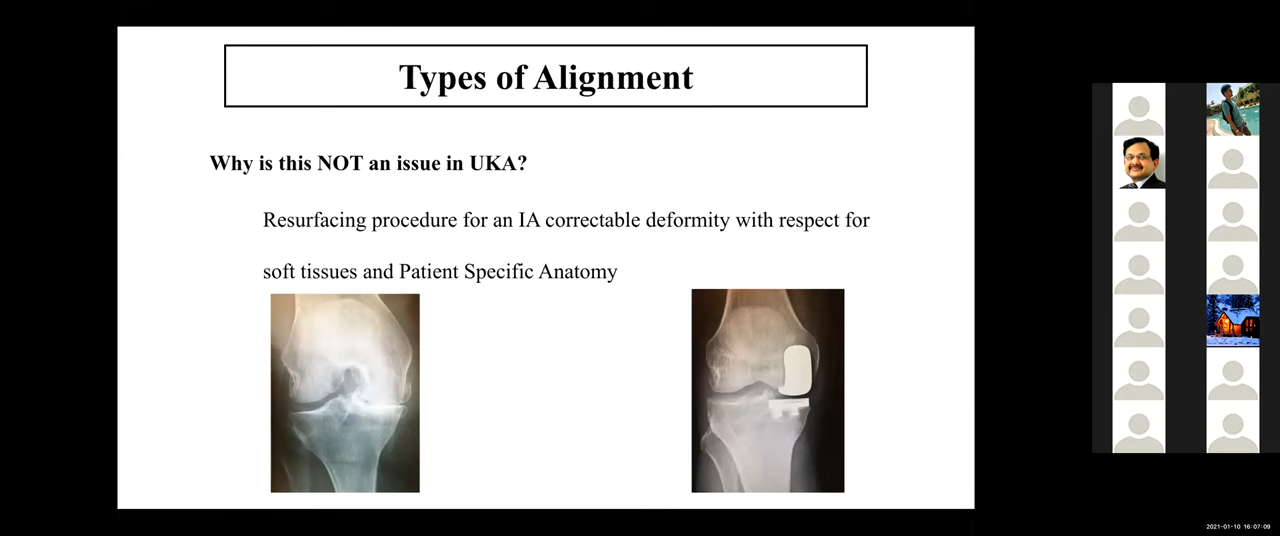 Types of Alignment
Why is this NOT an issue in UKA?
Resurfacing procedure for an IA correctable deformity with respect for
soft tissues and Patient Specific Anatomy
2021-01-10 16:07:09